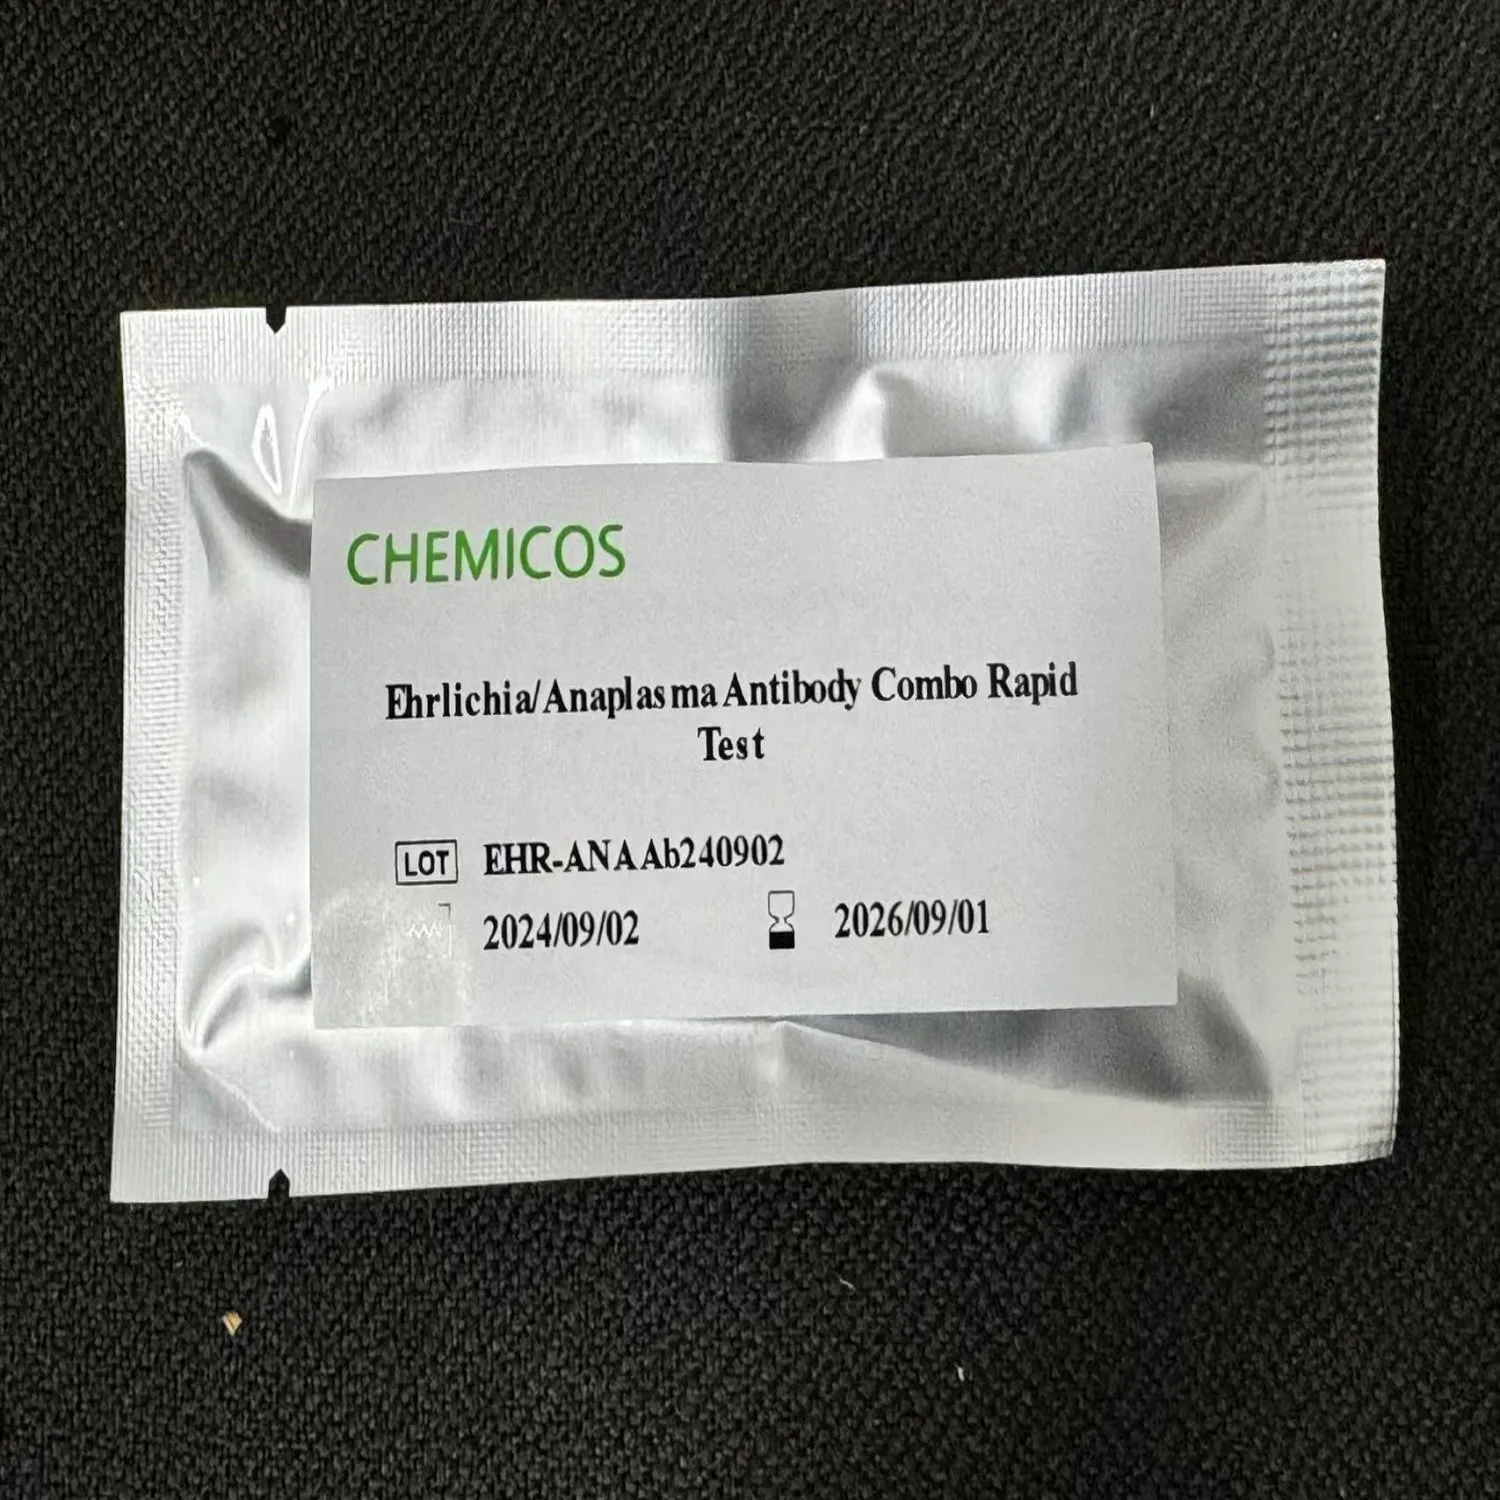 CHEMICOS
Ehrlichia/Anaplasma Antibody Combo Rapid
Test
LOT EHR-ANAAb240902
2024/09/02 2026/09/01